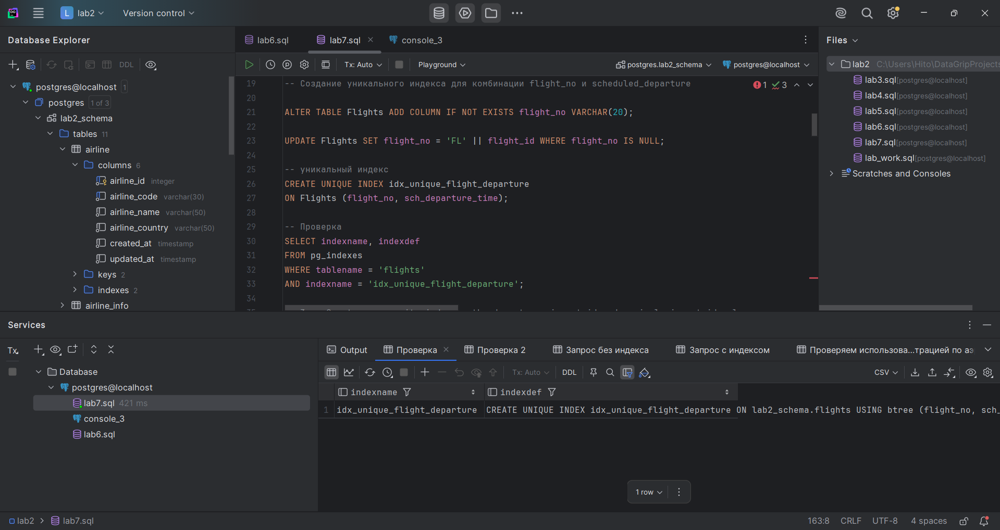 L lab2 Version control
Database Explorer
DDL
postgres@localhost 1
postgres 1 of 3
lab2_schema
tables 11
airline
columns 6
airline_id integer
airline_code varchar(30)
airline_name varchar(50)
airline_country varchar(50)
created_at timestamp
updated_at timestamp
keys 2
indexes 2
airline_info
lab6.sql lab7.sql console_3
Tx: Auto Playground postgres.lab2_schema postgres@localhost
1 3
19 -- Создание уникального индекса для комбинации flight_no и scheduled_departure
20
21 ALTER TABLE Flights ADD COLUMN IF NOT EXISTS flight_no VARCHAR(20);
22
23 UPDATE Flights SET flight_no = 'FL' || flight_id WHERE flight_no IS NULL;
24
25 -- уникальный индекс
26 CREATE UNIQUE INDEX idx_unique_flight_departure
27 ON Flights (flight_no, sch_departure_time);
28
29 -- Проверка
30 SELECT indexname, indexdef
31 FROM pg_indexes
32 WHERE tablename = 'flights'
33 AND indexname = 'idx_unique_flight_departure';
34
Files
lab2 C:\Users\Hito\DataGripProjects
lab3.sql [postgres@localhost]
lab4.sql [postgres@localhost]
lab5.sql [postgres@localhost]
lab6.sql [postgres@localhost]
lab7.sql [postgres@localhost]
lab_work.sql [postgres@localhost]
Scratches and Consoles
Services
Tx
Database
postgres@localhost
lab7.sql 421 ms
console_3
lab6.sql
Output Проверка Проверка 2 Запрос без индекса Запрос с индексом Проверяем использова...трацией по аэ
Tx: Auto DDL CSV
indexname indexdef
1 idx_unique_flight_departure CREATE UNIQUE INDEX idx_unique_flight_departure ON lab2_schema.flights USING btree (flight_no, sch_
1 row
lab2 > lab7.sql
163:8 CRLF UTF-8 4 spaces